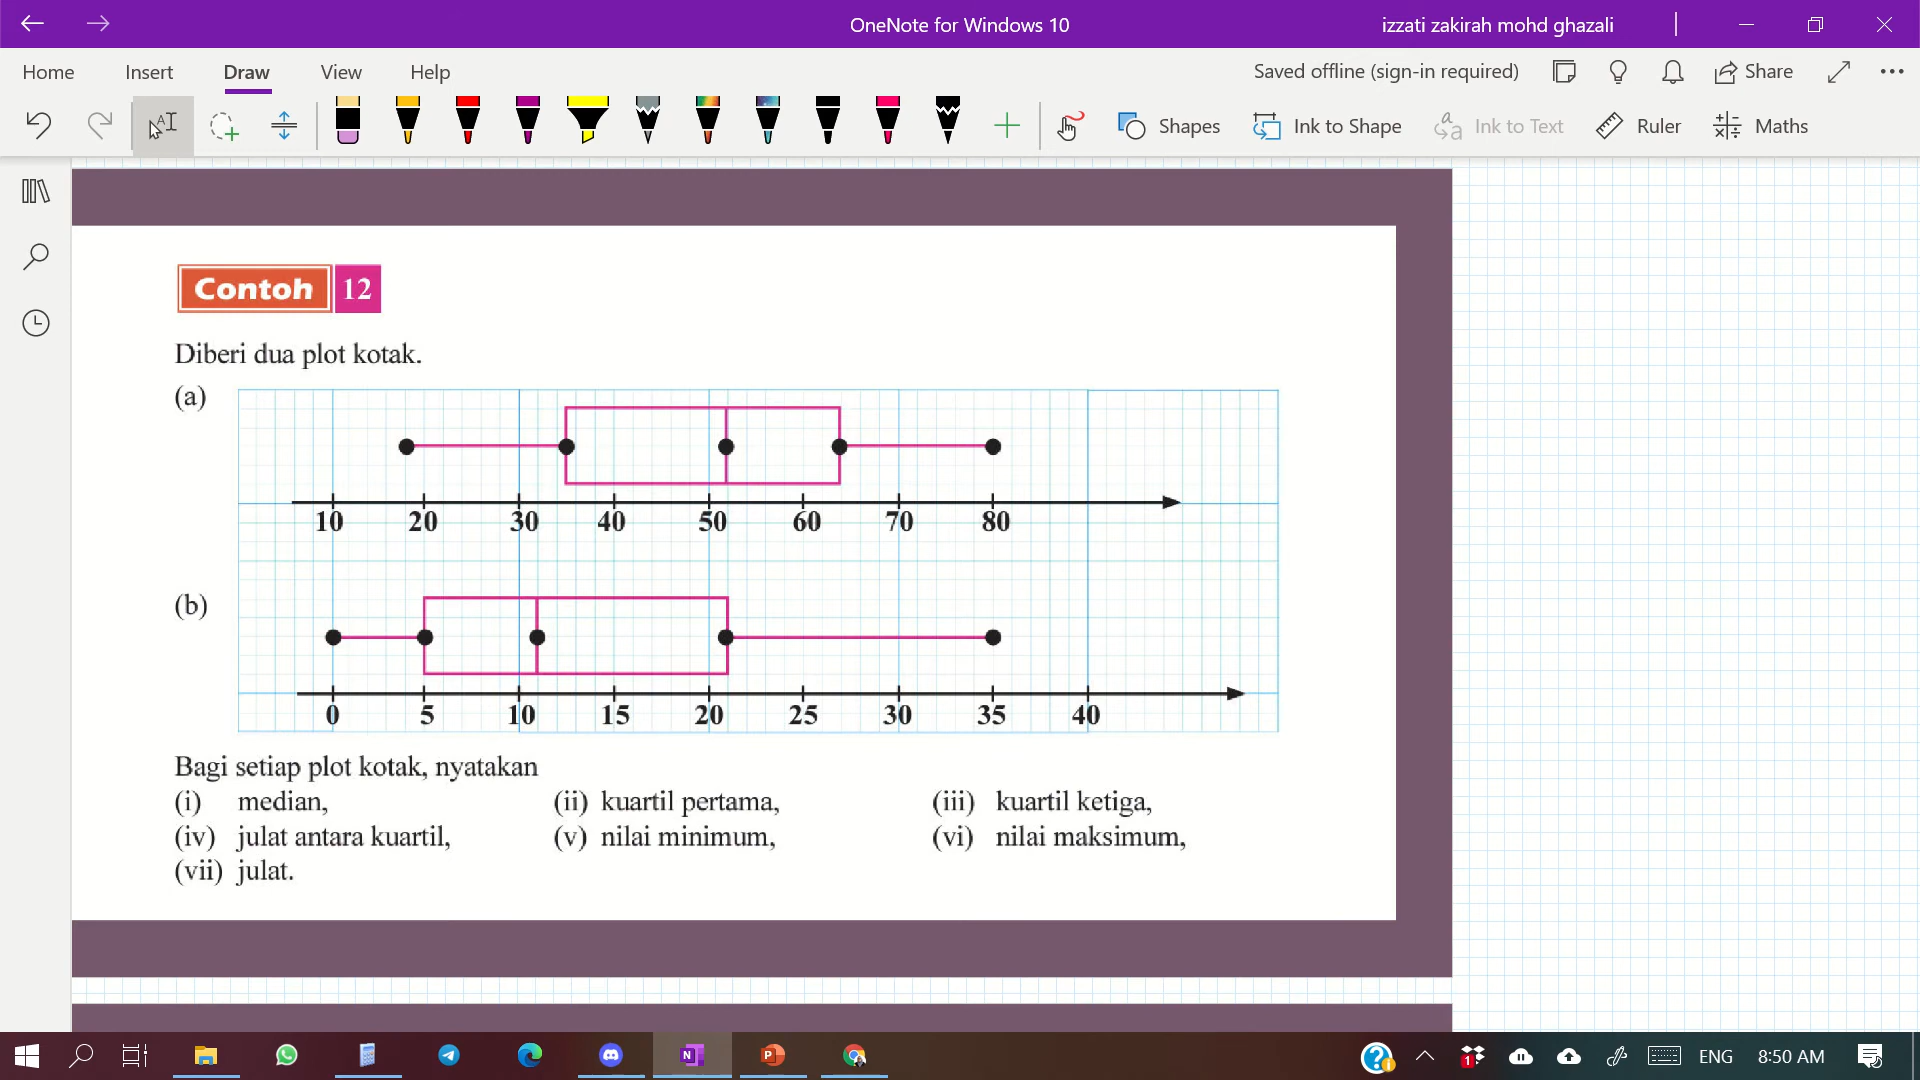 OneNote for Windows 10
izzati zakirah mohd ghazali
Home Insert Draw View Help
Saved offline (sign-in required)
Share
Shapes
Ink to Shape
Ink to Text
Ruler
Maths
Contoh 12
Diberi dua plot kotak.
(a)
10 20 30 40 50 60 70 80
(b)
0 5 10 15 20 25 30 35 40
Bagi setiap plot kotak, nyatakan
(i) median, (ii) kuartil pertama, (iii) kuartil ketiga,
(iv) julat antara kuartil, (v) nilai minimum, (vi) nilai maksimum,
(vii) julat.
ENG 8:50 AM